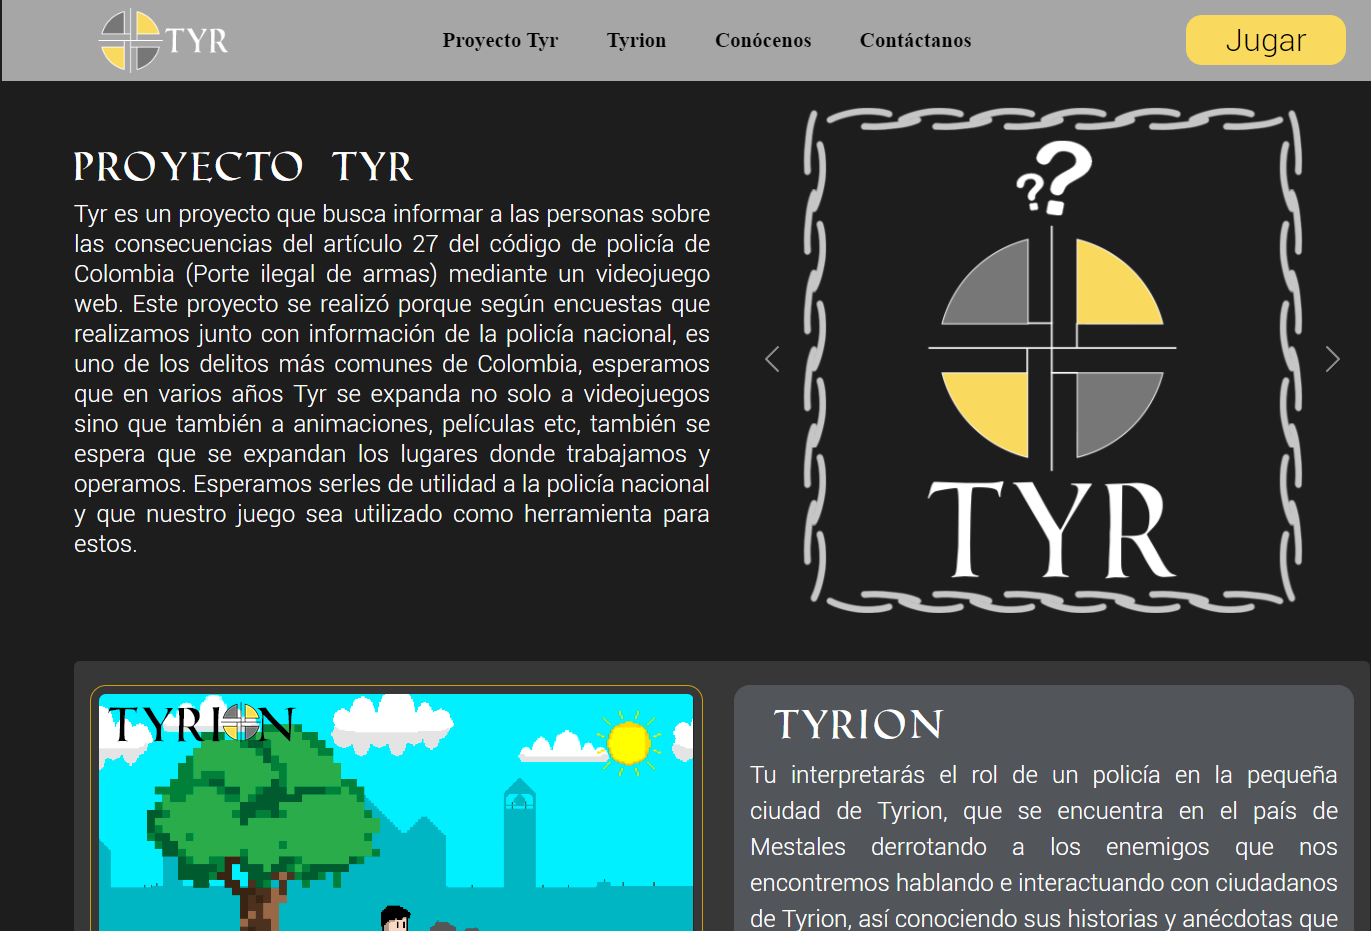 TYR
Proyecto Tyr
Tyrion
Conócenos
Contáctanos
Jugar
PROYECTO TYR
Tyr es un proyecto que busca informar a las personas sobre
las consecuencias del artículo 27 del código de policía de
Colombia (Porte ilegal de armas) mediante un videojuego
web. Este proyecto se realizó porque según encuestas que
realizamos junto con información de la policía nacional, es
uno de los delitos más comunes de Colombia, esperamos
que en varios años Tyr se expanda no solo a videojuegos
sino que también a animaciones, películas etc, también se
espera que se expandan los lugares donde trabajamos y
operamos. Esperamos serles de utilidad a la policía nacional
y que nuestro juego sea utilizado como herramienta para
estos.
??
TYR
TYRION
TYRION
Tu interpretarás el rol de un policía en la pequeña
ciudad de Tyrion, que se encuentra en el país de
Mestales derrotando a los enemigos que nos
encontremos hablando e interactuando con ciudadanos
de Tyrion, así conociendo sus historias y anécdotas que